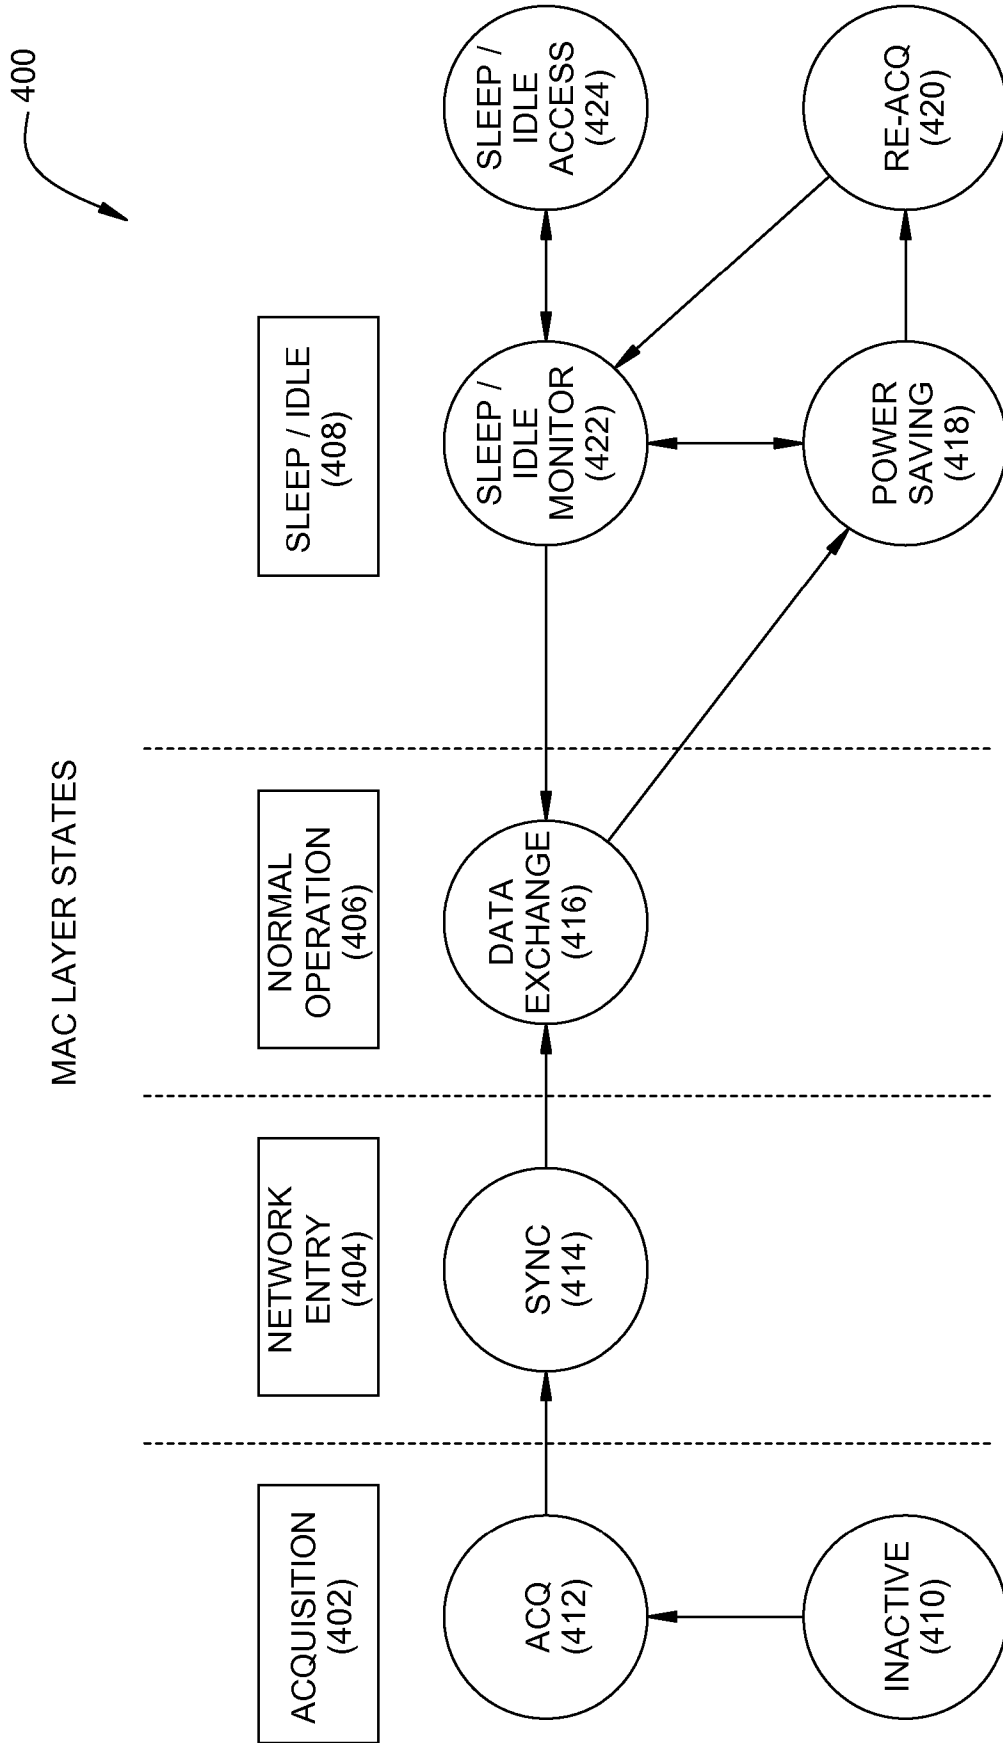 400
MAC LAYER STATES
ACQUISITION
(402)
NETWORK
ENTRY
(404)
NORMAL
OPERATION
(406)
SLEEP / IDLE
(408)
ACQ
(412)
SYNC
(414)
DATA
EXCHANGE
(416)
SLEEP /
IDLE
MONITOR
(422)
SLEEP /
IDLE
ACCESS
(424)
INACTIVE
(410)
POWER
SAVING
(418)
RE-ACQ
(420)